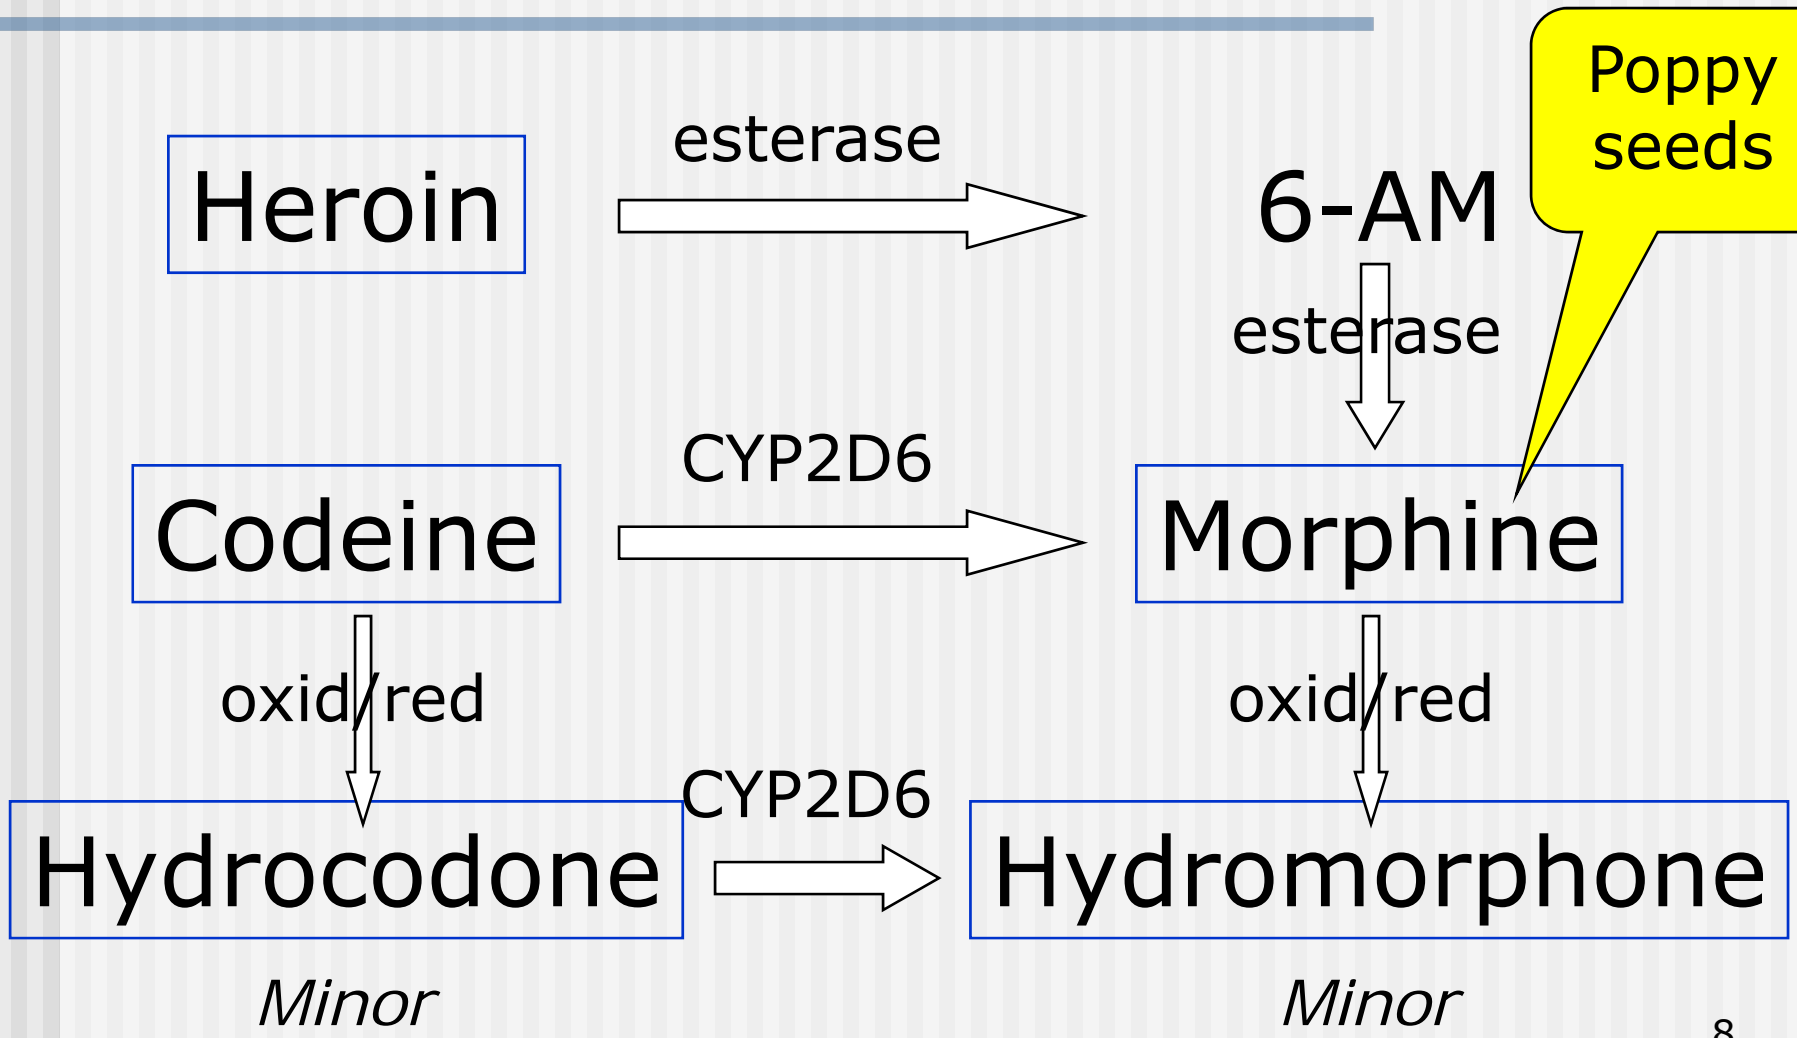 Poppy
seeds
esterase
Heroin
6-AM
esterase
CYP2D6
Codeine
Morphine
oxid/red
oxid/red
CYP2D6
Hydrocodone
Hydromorphone
Minor
Minor
8